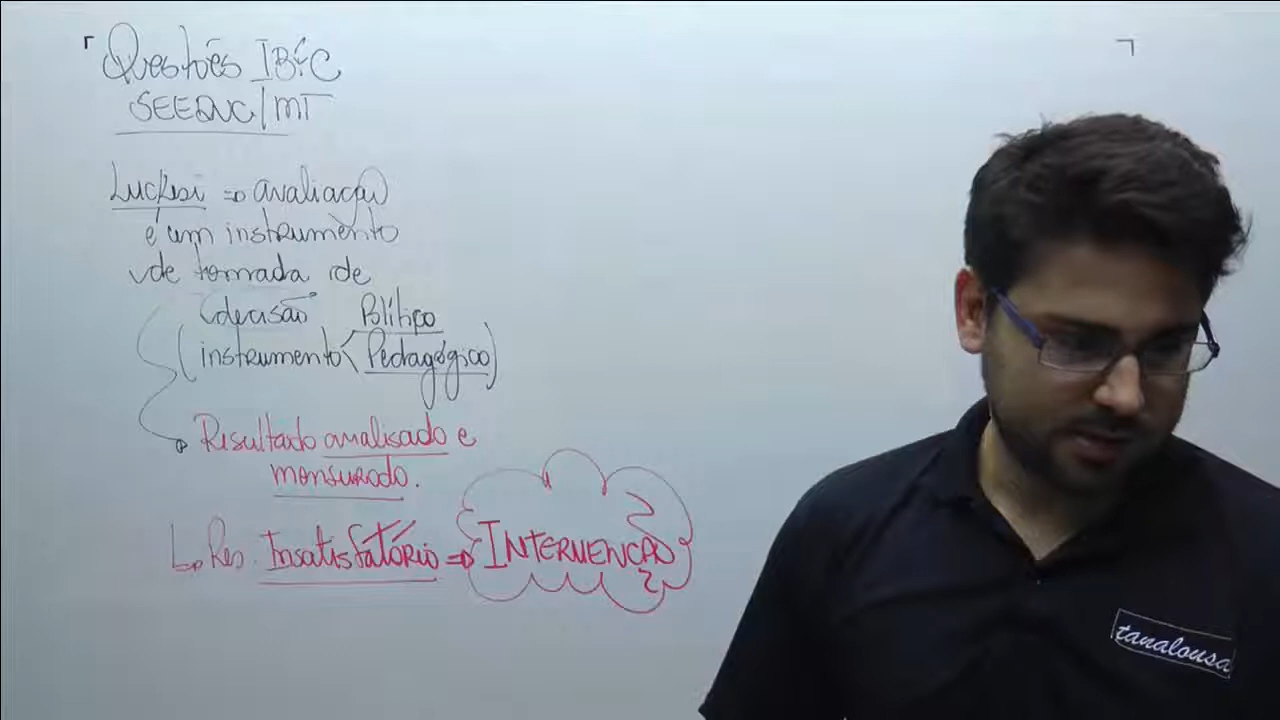 Questões IBFC
SEEDUC/MT
Luckesi => avaliação
é um instrumento
de tomada de
decisão Político
(instrumento < Pedagógico)
Resultado analisado e
mensurado.
Res. Insatisfatório => INTERVENÇÃO
tanalousa